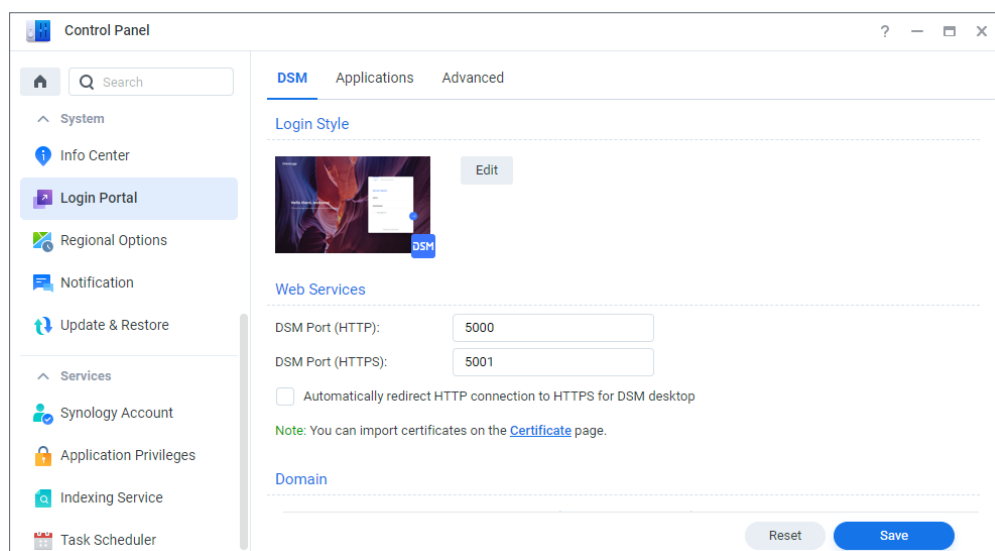 Control Panel
?
Search
System
Info Center
Login Portal
Regional Options
Notification
Update & Restore
Services
Synology Account
Application Privileges
Indexing Service
Task Scheduler
DSM Applications Advanced
Login Style
DSM
Edit
Web Services
DSM Port (HTTP): 5000
DSM Port (HTTPS): 5001
Automatically redirect HTTP connection to HTTPS for DSM desktop
Note: You can import certificates on the Certificate page.
Domain
Reset Save